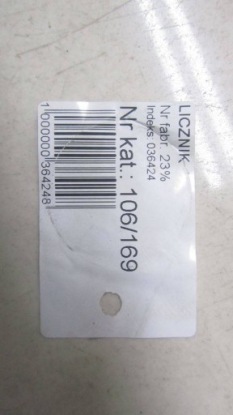 LICZNIK
Nr fabr. 23%
Indeks: 036424
Nr kat.: 106/169
1000000364248